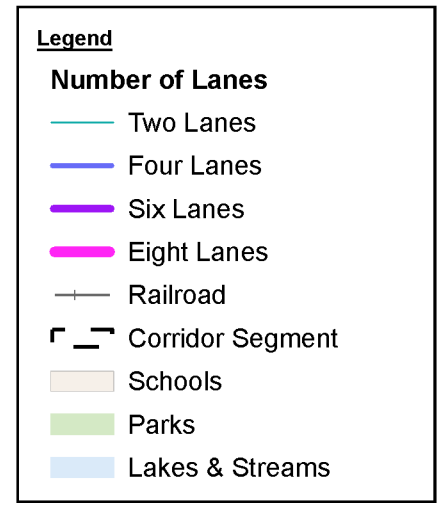 Legend
Number of Lanes
Two Lanes
Four Lanes
Six Lanes
Eight Lanes
Railroad
Corridor Segment
Schools
Parks
Lakes & Streams